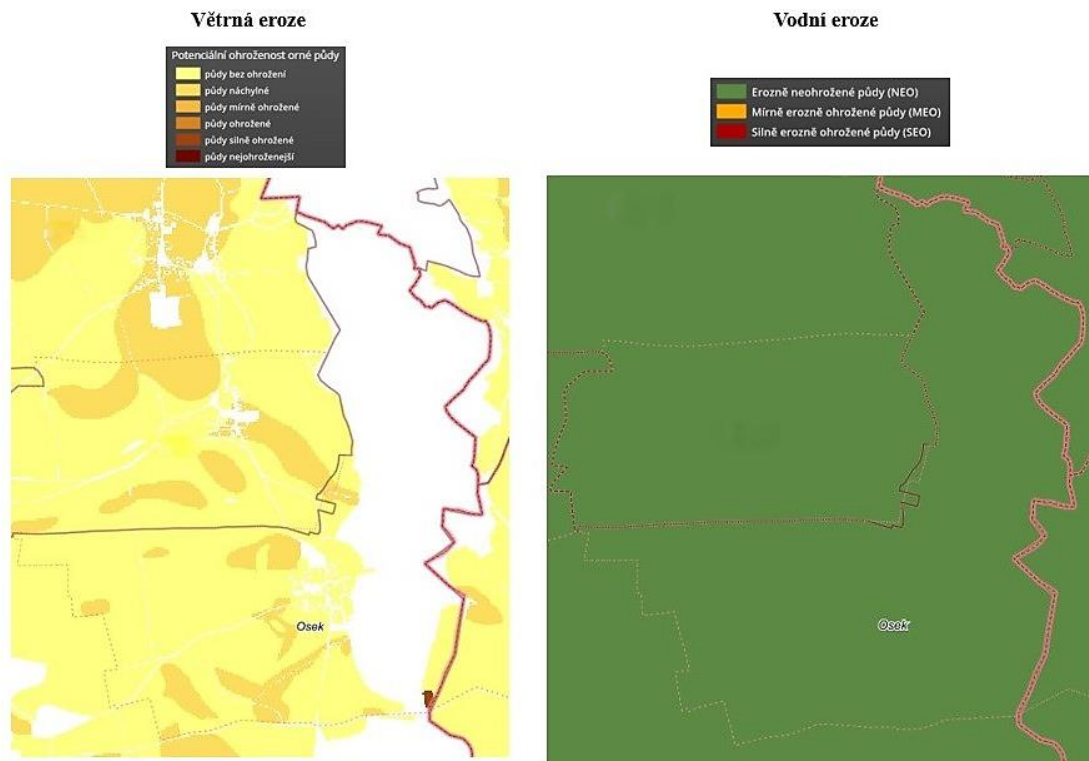 Větrná eroze
Potenciální ohroženost orné půdy
půdy bez ohrožení
půdy náchylné
půdy mírně ohrožené
půdy ohrožené
půdy silně ohrožené
půdy nejohroženejší
Osek
Vodní eroze
Erozně neohrožené půdy (NEO)
Mírně erozně ohrožené půdy (MEO)
Silně erozně ohrožené půdy (SEO)
Osek